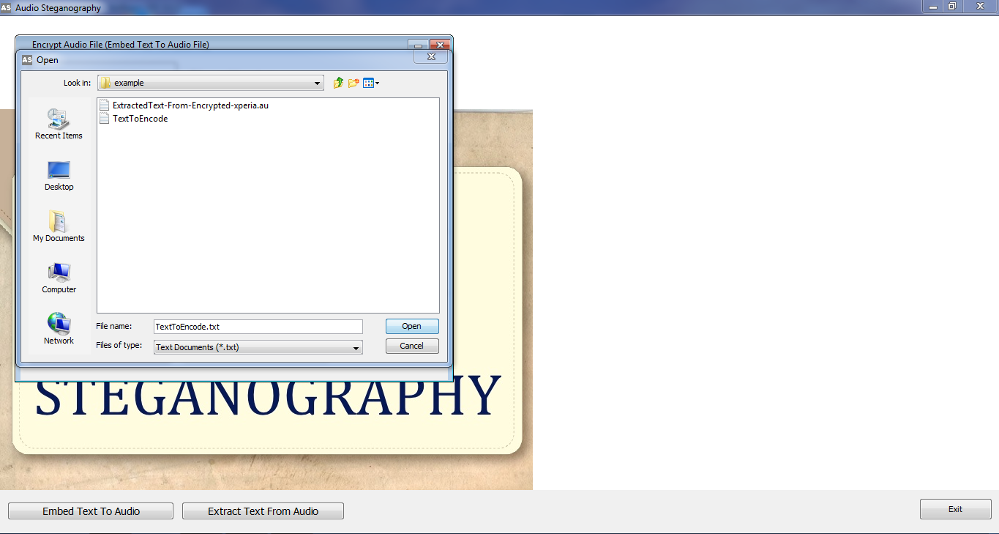 AS Audio Steganography
Encrypt Audio File (Embed Text To Audio File)
AS Open
Look in: example
ExtractedText-From-Encrypted-xperia.au
TextToEncode
Recent Items
Desktop
My Documents
Computer
Network
File name: TextToEncode.txt Open
Files of type: Text Documents (*.txt) Cancel
STEGANOGRAPHY
Embed Text To Audio Extract Text From Audio Exit